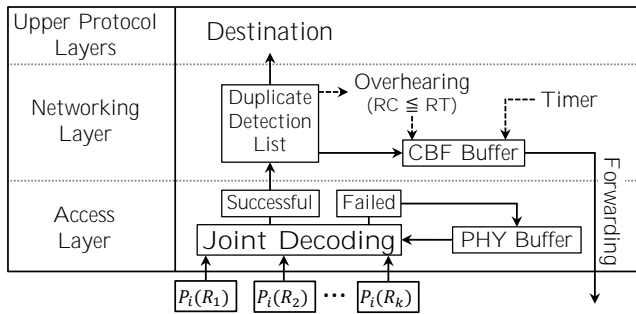 Upper Protocol
Layers
Destination
Networking
Layer
Duplicate
Detection
List
Overhearing
(RC ≦ RT)
Timer
CBF Buffer
Forwarding
Access
Layer
Successful
Failed
Joint Decoding
PHY Buffer
P_i(R_1)
P_i(R_2)
⋯
P_i(R_k)